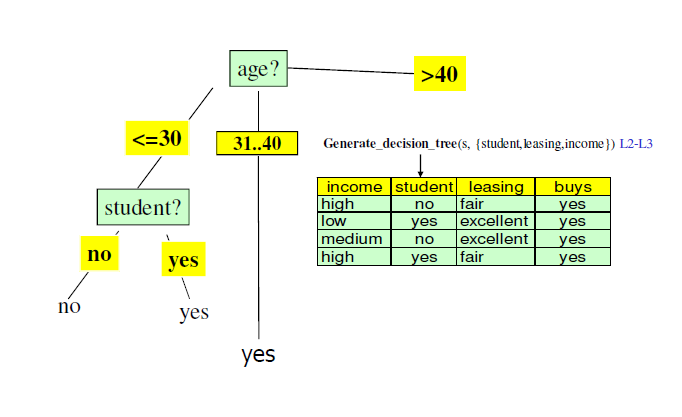 age?
>40
<=30
31..40
Generate_decision_tree(s, {student,leasing,income}) L2-L3
income student leasing buys
high no fair yes
low yes excellent yes
medium no excellent yes
high yes fair yes
student?
no
yes
no
yes
yes